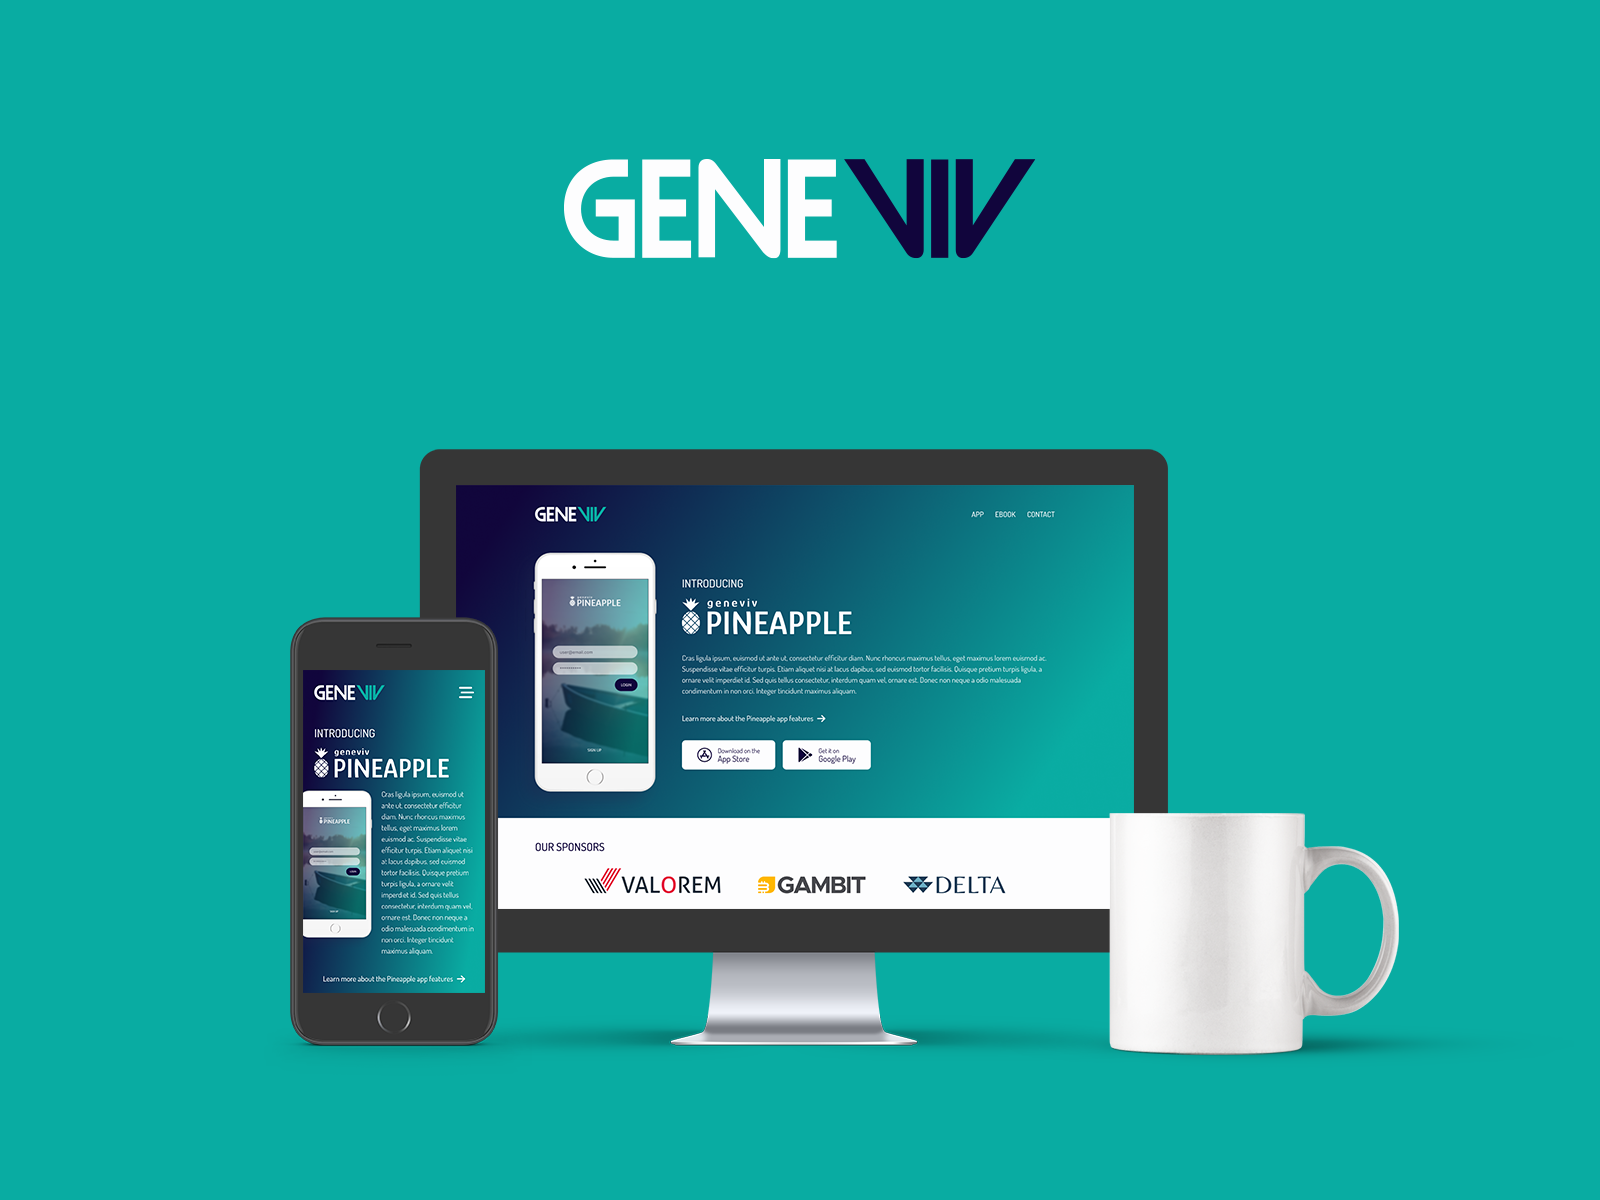 GENEVIV
GENEVIV
APP EBOOK CONTACT
geneviv
PINEAPPLE
user@email.com
LOGIN
SIGN UP
INTRODUCING
geneviv
PINEAPPLE
Cras ligula ipsum, euismod ut ante ut, consectetur efficitur diam. Nunc rhoncus maximus tellus, eget maximus lorem euismod ac.
Suspendisse vitae efficitur turpis. Etiam aliquet nisi at lacus dapibus, sed euismod tortor facilisis. Quisque pretium turpis ligula, a
ornare velit imperdiet id. Sed quis tellus consectetur, interdum quam vel, ornare est. Donec non neque a odio malesuada
condimentum in non orci. Integer tincidunt maximus aliquam.
Learn more about the Pineapple app features
Download on the
App Store
Get it on
Google Play
OUR SPONSORS
VALOREM
GAMBIT
DELTA
GENEVIV
INTRODUCING
geneviv
PINEAPPLE
PINEAPPLE
Cras ligula ipsum, euismod ut
ante ut, consectetur efficitur
diam. Nunc rhoncus maximus
tellus, eget maximus lorem
euismod ac. Suspendisse vitae
efficitur turpis. Etiam aliquet nisi
at lacus dapibus, sed euismod
tortor facilisis. Quisque pretium
turpis ligula, a ornare velit
imperdiet id. Sed quis tellus
consectetur, interdum quam vel,
ornare est. Donec non neque a
odio malesuada condimentum in
non orci. Integer tincidunt
maximus aliquam.
Learn more about the Pineapple app features